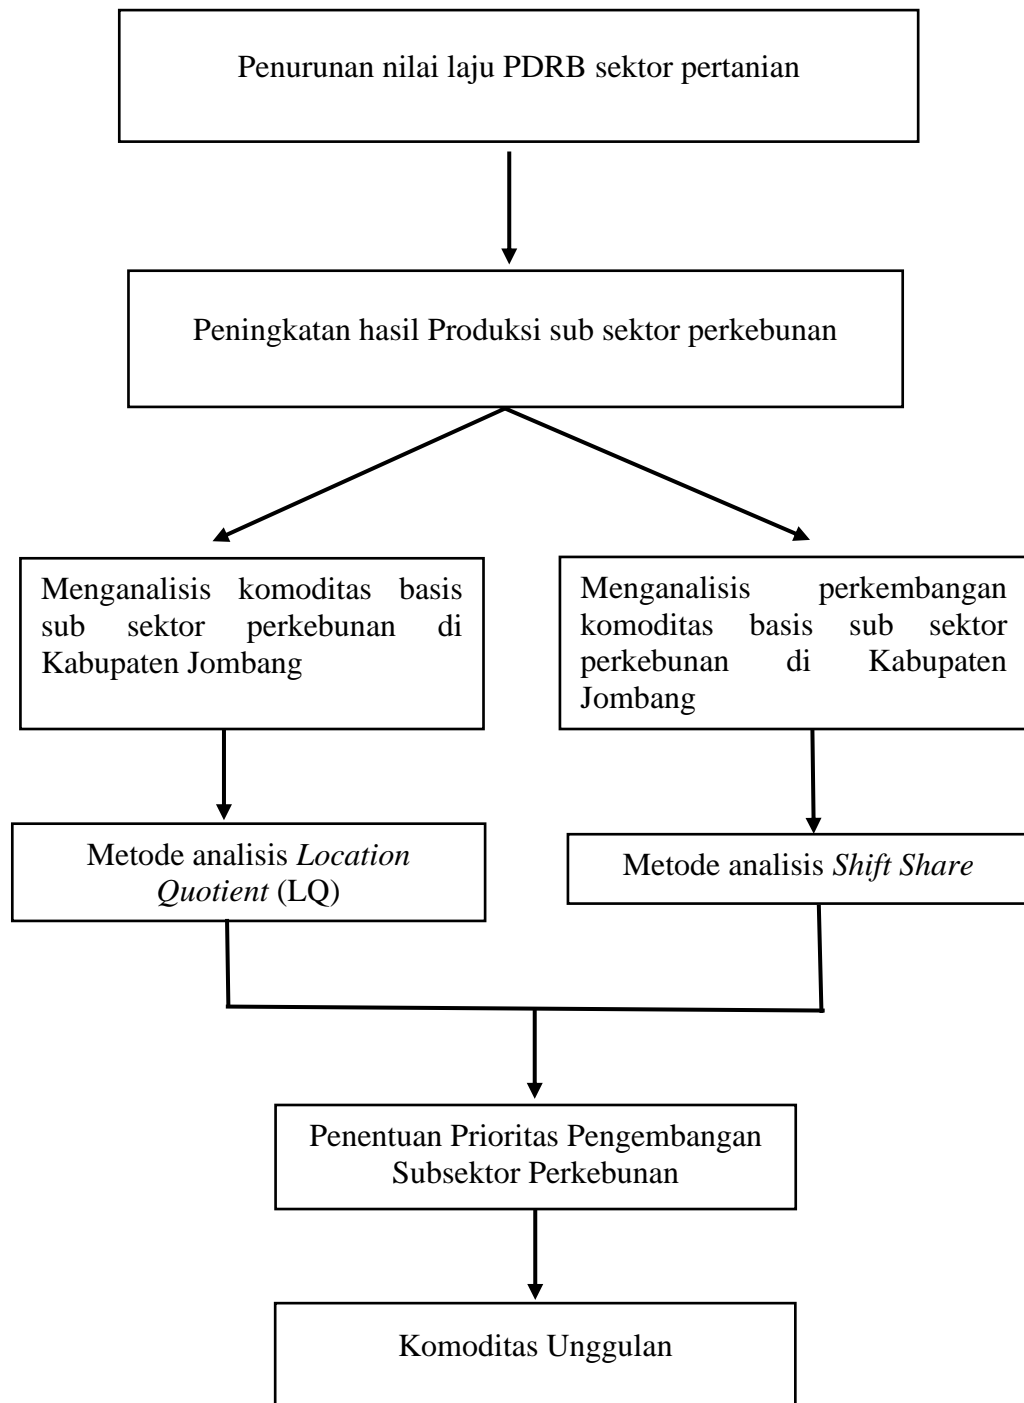 Penurunan nilai laju PDRB sektor pertanian
Peningkatan hasil Produksi sub sektor perkebunan
Menganalisis komoditas basis
sub sektor perkebunan di
Kabupaten Jombang
Menganalisis perkembangan
komoditas basis sub sektor
perkebunan di Kabupaten
Jombang
Metode analisis Location
Quotient (LQ)
Metode analisis Shift Share
Penentuan Prioritas Pengembangan
Subsektor Perkebunan
Komoditas Unggulan